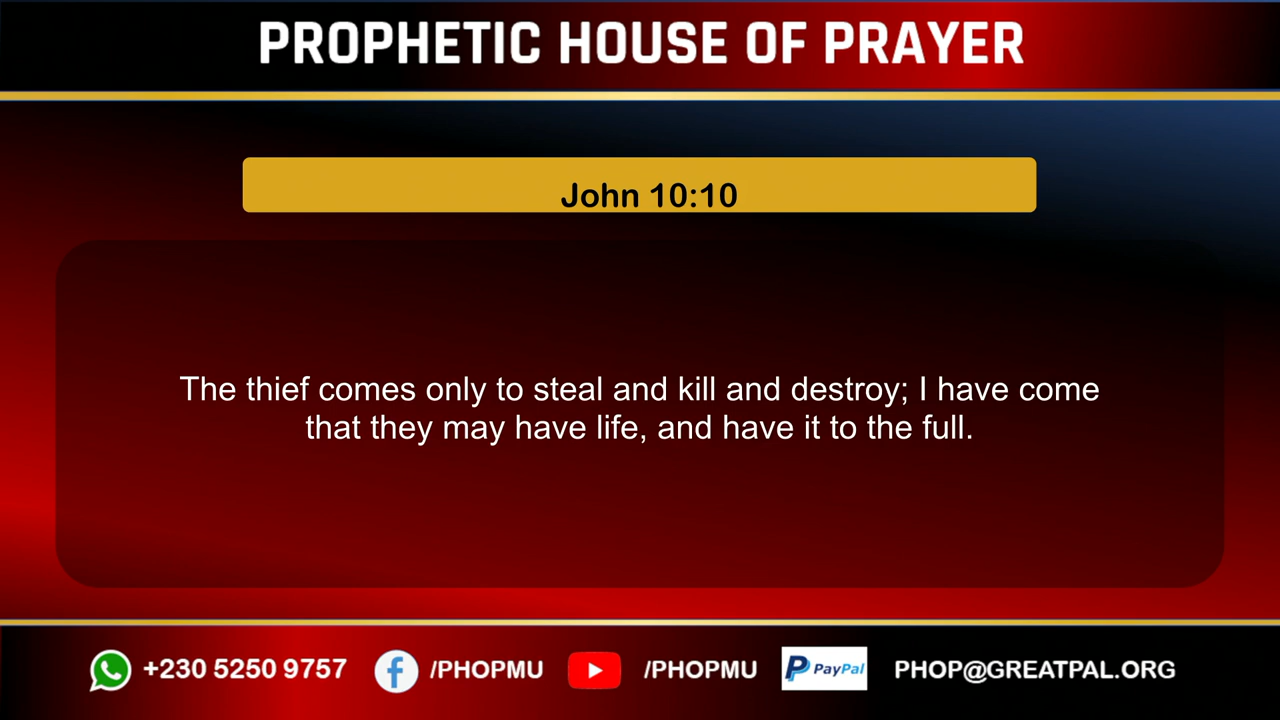 PROPHETIC HOUSE OF PRAYER
John 10:10
The thief comes only to steal and kill and destroy; I have come
that they may have life, and have it to the full.
+230 5250 9757 /PHOPMU /PHOPMU PayPal PHOP@GREATPAL.ORG